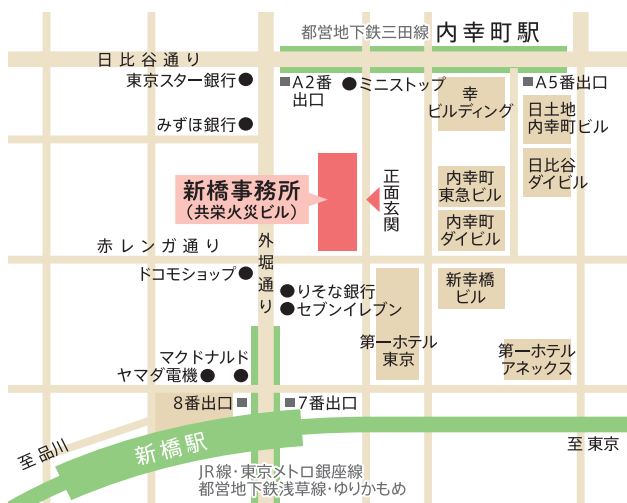 都営地下鉄三田線 内幸町駅
日比谷通り
東京スター銀行
A2番
出口
ミニストップ
幸
ビルディング
A5番出口
日土地
内幸町ビル
みずほ銀行
日比谷
ダイビル
新橋事務所
(共栄火災ビル)
正面玄関
内幸町
東急ビル
内幸町
ダイビル
赤レンガ通り
外堀通り
ドコモショップ
りそな銀行
セブンイレブン
新幸橋
ビル
第一ホテル
東京
第一ホテル
アネックス
マクドナルド
ヤマダ電機
8番出口
7番出口
新橋駅
至 品川
至 東京
JR線・東京メトロ銀座線
都営地下鉄浅草線・ゆりかもめ